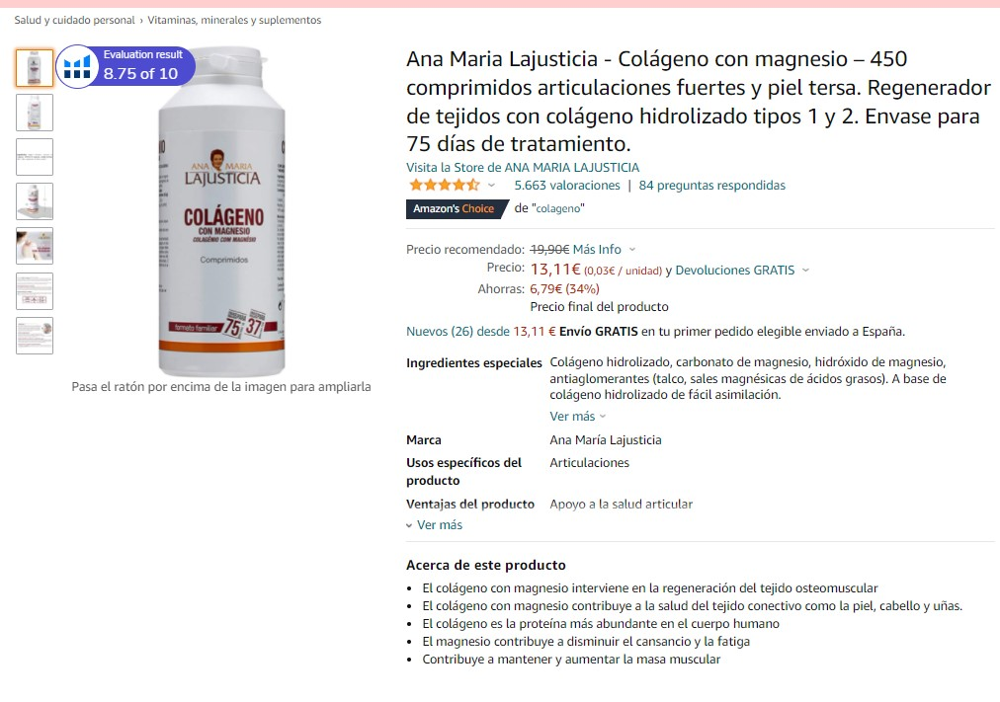 Salud y cuidado personal › Vitaminas, minerales y suplementos
Evaluation result
8.75 of 10
ANA MARIA
LAJUSTICIA
COLÁGENO
CON MAGNESIO
COLAGÉNIO COM MAGNÉSIO
Comprimidos
formato familiar 75 37
Pasa el ratón por encima de la imagen para ampliarla
Ana Maria Lajusticia - Colágeno con magnesio – 450
comprimidos articulaciones fuertes y piel tersa. Regenerador
de tejidos con colágeno hidrolizado tipos 1 y 2. Envase para
75 días de tratamiento.
Visita la Store de ANA MARIA LAJUSTICIA
5.663 valoraciones | 84 preguntas respondidas
Amazon's Choice de "colageno"
Precio recomendado: 19,90€ Más Info
Precio: 13,11€ (0,03€ / unidad) y Devoluciones GRATIS
Ahorras: 6,79€ (34%)
Precio final del producto
Nuevos (26) desde 13,11 € Envío GRATIS en tu primer pedido elegible enviado a España.
Ingredientes especiales Colágeno hidrolizado, carbonato de magnesio, hidróxido de magnesio,
antiaglomerantes (talco, sales magnésicas de ácidos grasos). A base de
colágeno hidrolizado de fácil asimilación.
Ver más
Marca Ana María Lajusticia
Usos específicos del Articulaciones
producto
Ventajas del producto Apoyo a la salud articular
Ver más
Acerca de este producto
• El colágeno con magnesio interviene en la regeneración del tejido osteomuscular
• El colágeno con magnesio contribuye a la salud del tejido conectivo como la piel, cabello y uñas.
• El colágeno es la proteína más abundante en el cuerpo humano
• El magnesio contribuye a disminuir el cansancio y la fatiga
• Contribuye a mantener y aumentar la masa muscular